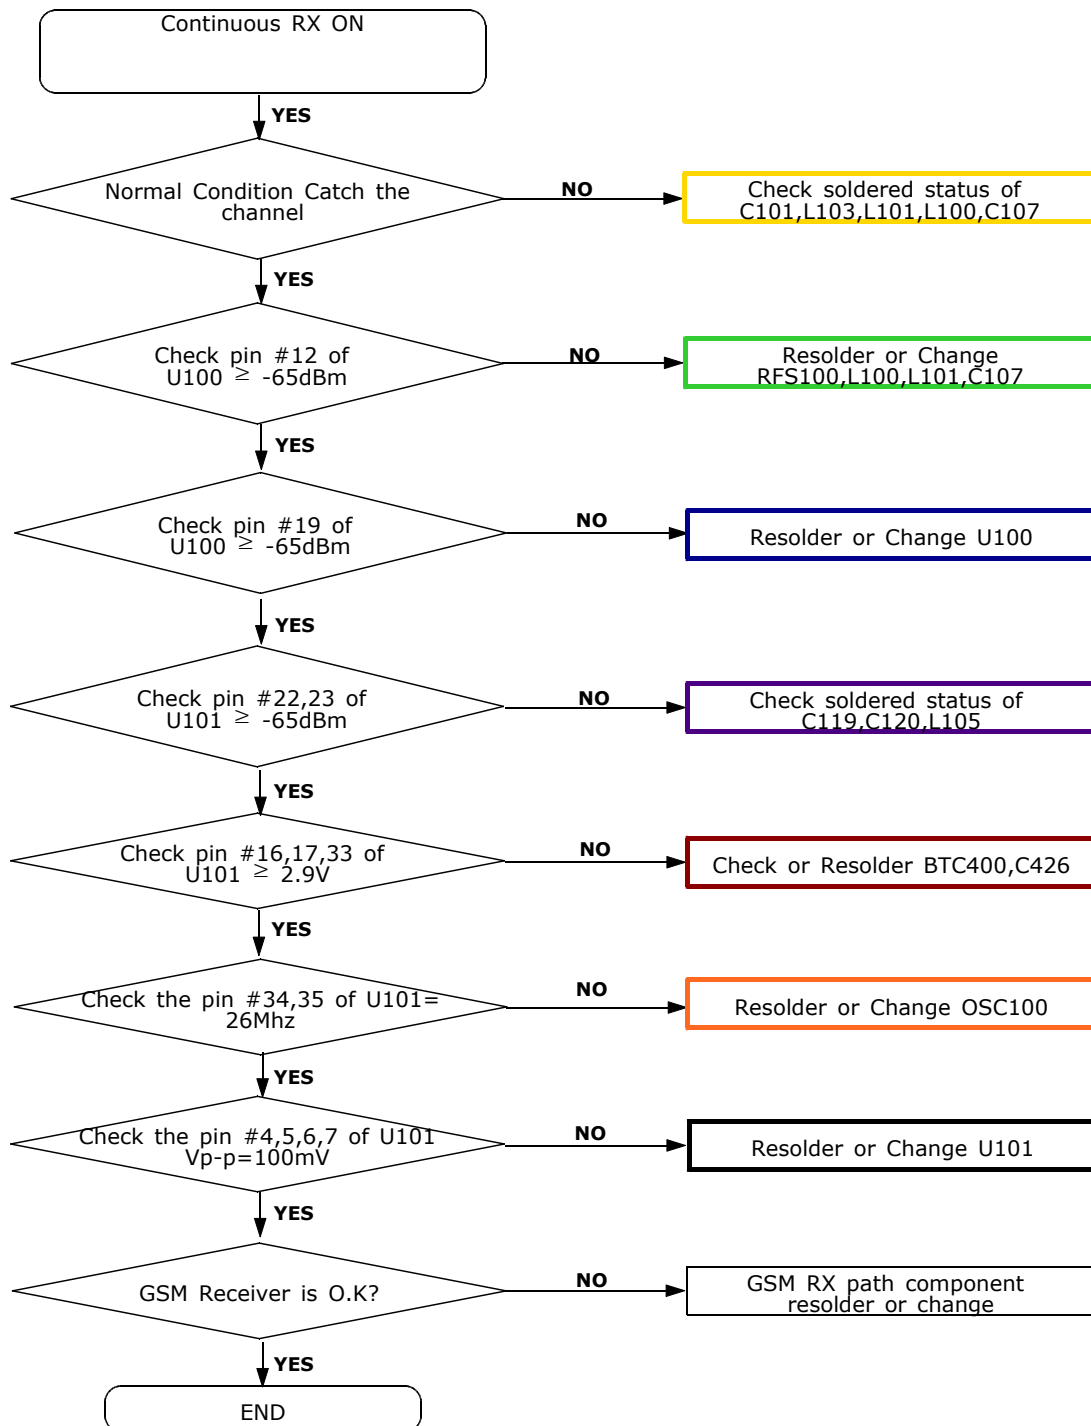 Continuous RX ON
YES
Normal Condition Catch the
channel
NO
Check soldered status of
C101,L103,L101,L100,C107
YES
Check pin #12 of
U100 ≥ -65dBm
NO
Resolder or Change
RFS100,L100,L101,C107
YES
Check pin #19 of
U100 ≥ -65dBm
NO
Resolder or Change U100
YES
Check pin #22,23 of
U101 ≥ -65dBm
NO
Check soldered status of
C119,C120,L105
YES
Check pin #16,17,33 of
U101 ≥ 2.9V
NO
Check or Resolder BTC400,C426
YES
Check the pin #34,35 of U101=
26Mhz
NO
Resolder or Change OSC100
YES
Check the pin #4,5,6,7 of U101
Vp-p=100mV
NO
Resolder or Change U101
YES
GSM Receiver is O.K?
NO
GSM RX path component
resolder or change
YES
END